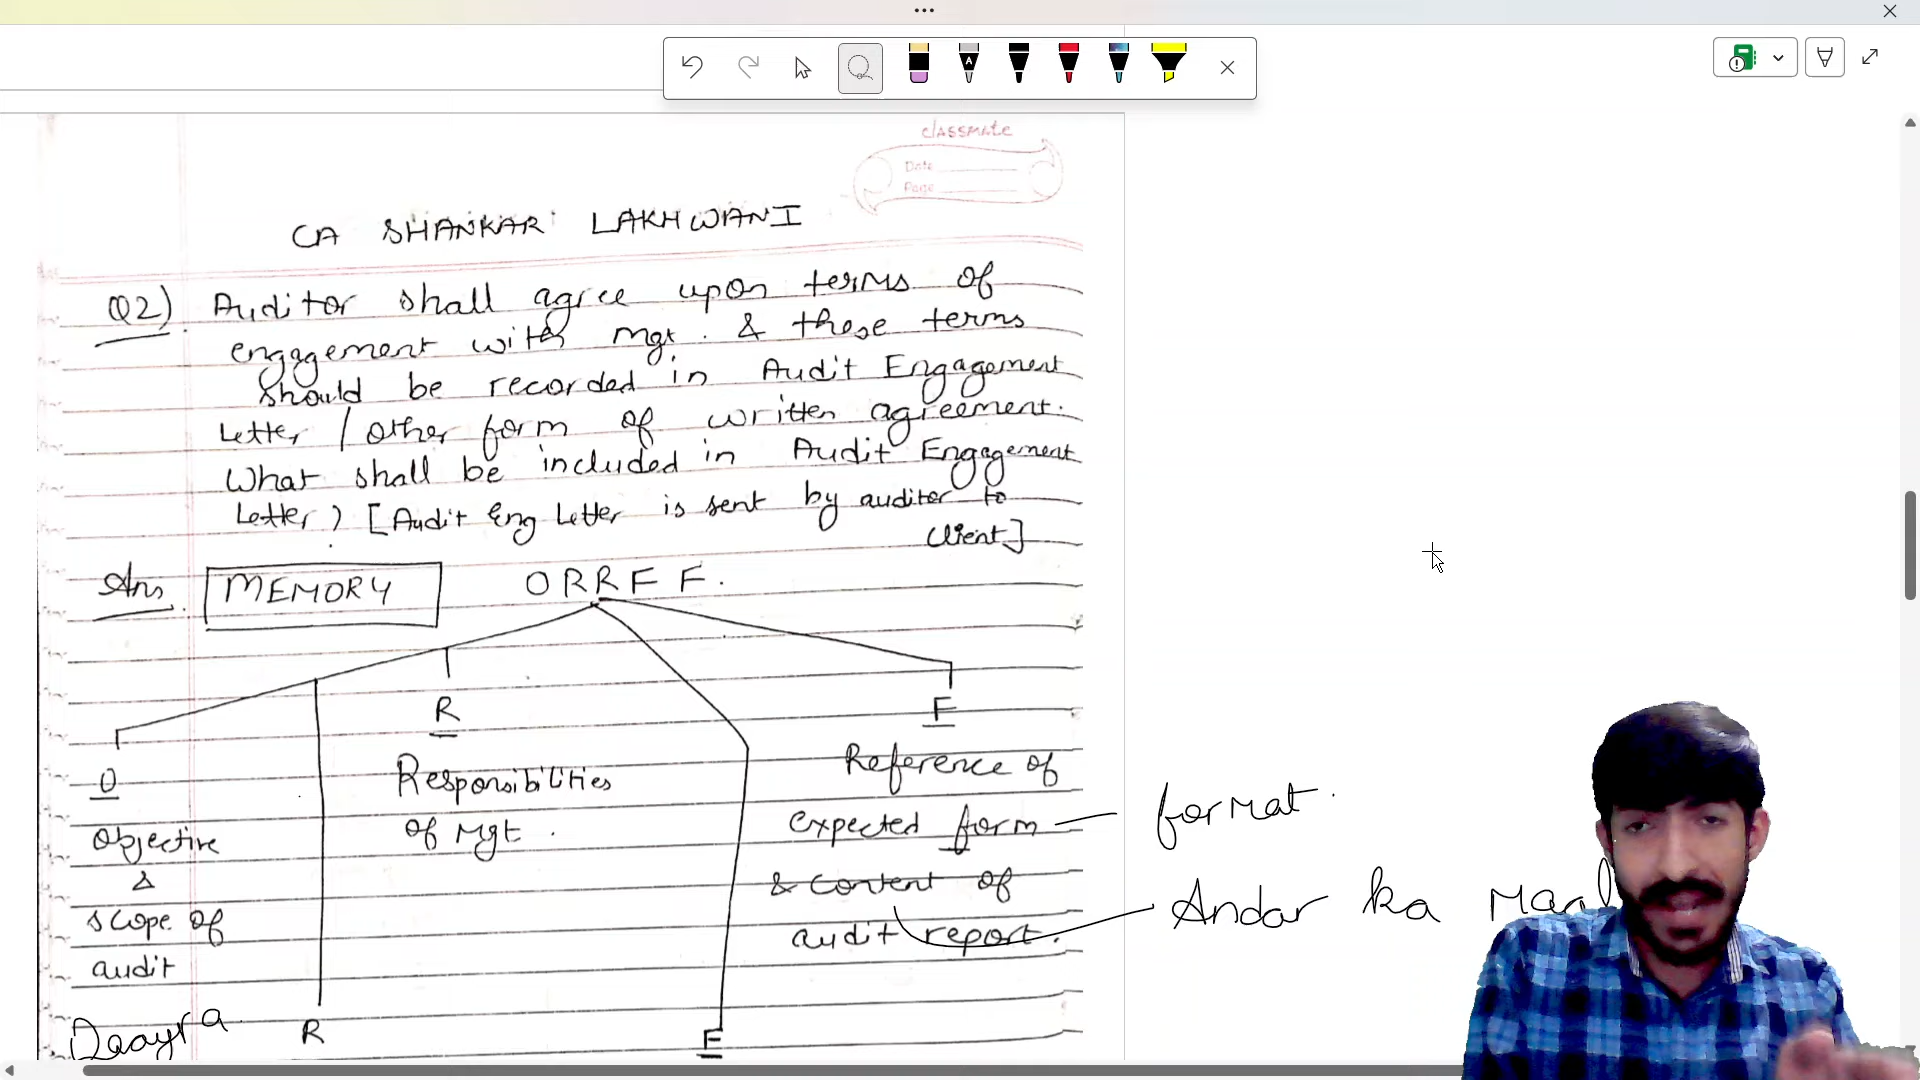 classmate
Date
Page
CA SHANKAR LAKHWANI
Q2) Auditor shall agree upon terms of
engagement with Mgt. & these terms
should be recorded in Audit Engagement
Letter / other form of written agreement.
What shall be included in Audit Engagement
Letter? [Audit Eng Letter is sent by auditor to
Client]
Ans. MEMORY ORRFF.
R
F
O
Responsibilities
of Mgt.
Reference of
expected form
& content of
audit report.
format.
Andar ka
Objective
&
scope of
audit
Daayra
R
F